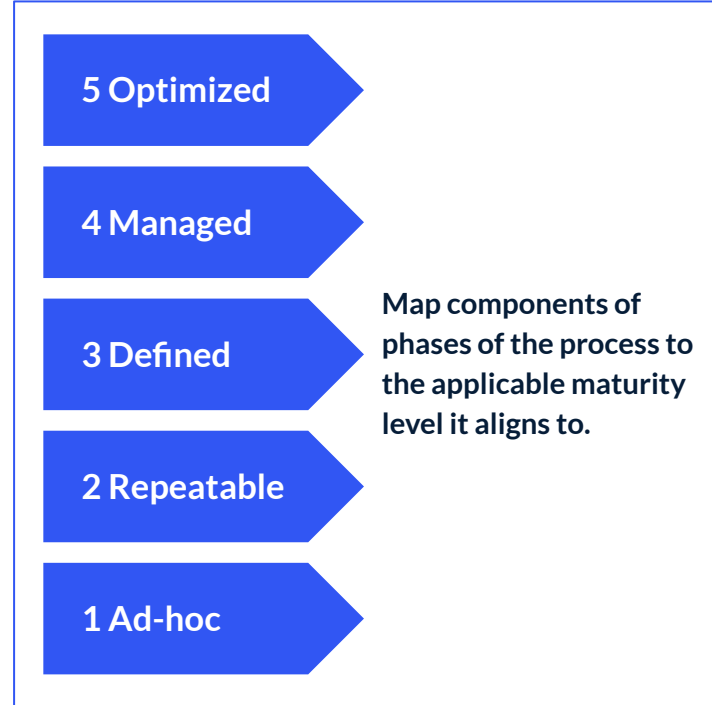 5 Optimized
4 Managed
3 Defined
2 Repeatable
1 Ad-hoc
Map components of
phases of the process to
the applicable maturity
level it aligns to.